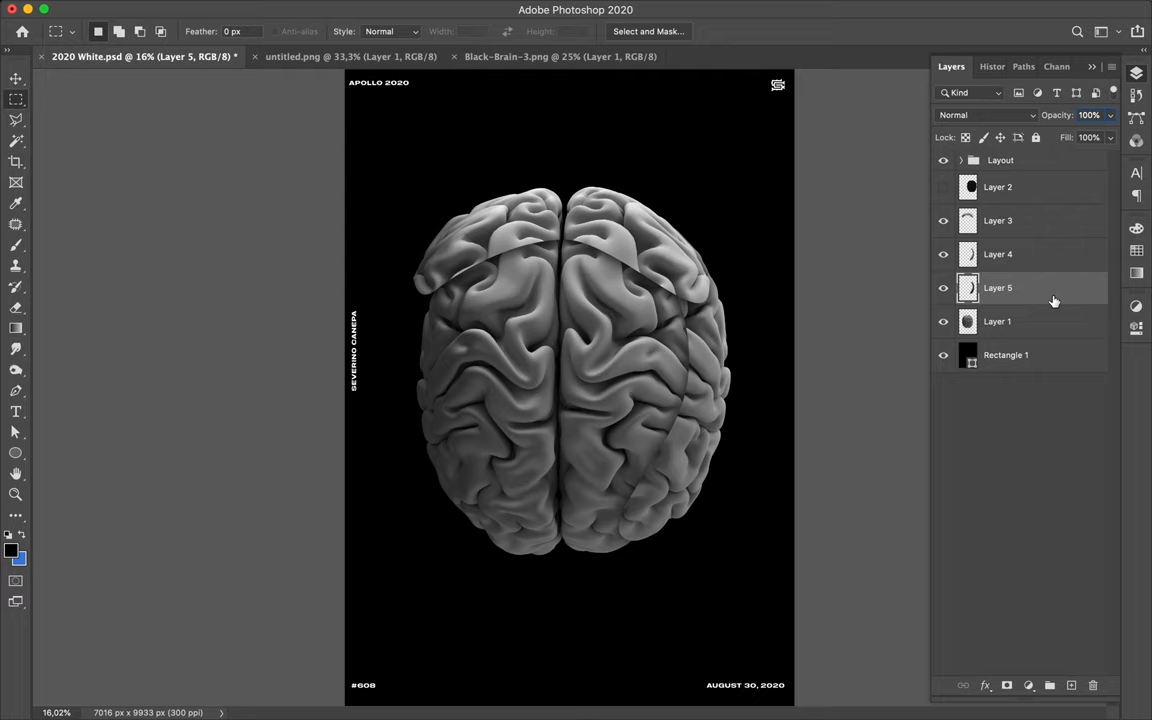 Adobe Photoshop 2020
Feather: 0 px
Anti-alias
Style: Normal
Width:
Height:
Select and Mask...
2020 White.psd @ 16% (Layer 5, RGB/8) *
untitled.png @ 33,3% (Layer 1, RGB/8)
Black-Brain-3.png @ 25% (Layer 1, RGB/8)
Layers
Histor
Paths
Chann
Kind
Normal
Opacity: 100%
Lock:
Fill: 100%
Layout
Layer 2
Layer 3
Layer 4
Layer 5
Layer 1
Rectangle 1
APOLLO 2020
SEVERINO CANEPA
#608
AUGUST 30, 2020
16,02%
7016 px x 9933 px (300 ppi)